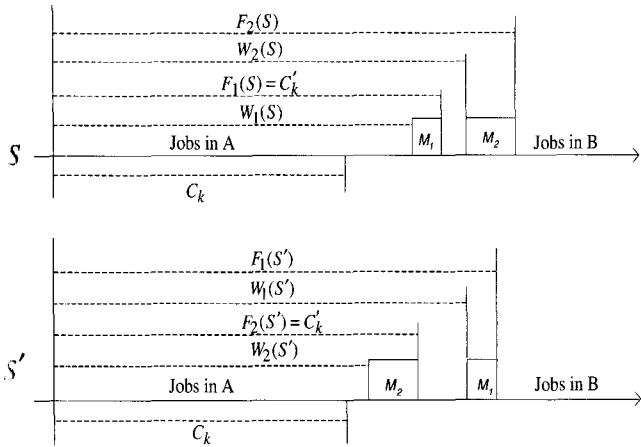 F₂(S)
W₂(S)
F₁(S) = C'ₖ
W₁(S)
S Jobs in A M₁ M₂ Jobs in B
Cₖ
F₁(S')
W₁(S')
F₂(S') = C'ₖ
W₂(S')
S' Jobs in A M₂ M₁ Jobs in B
Cₖ